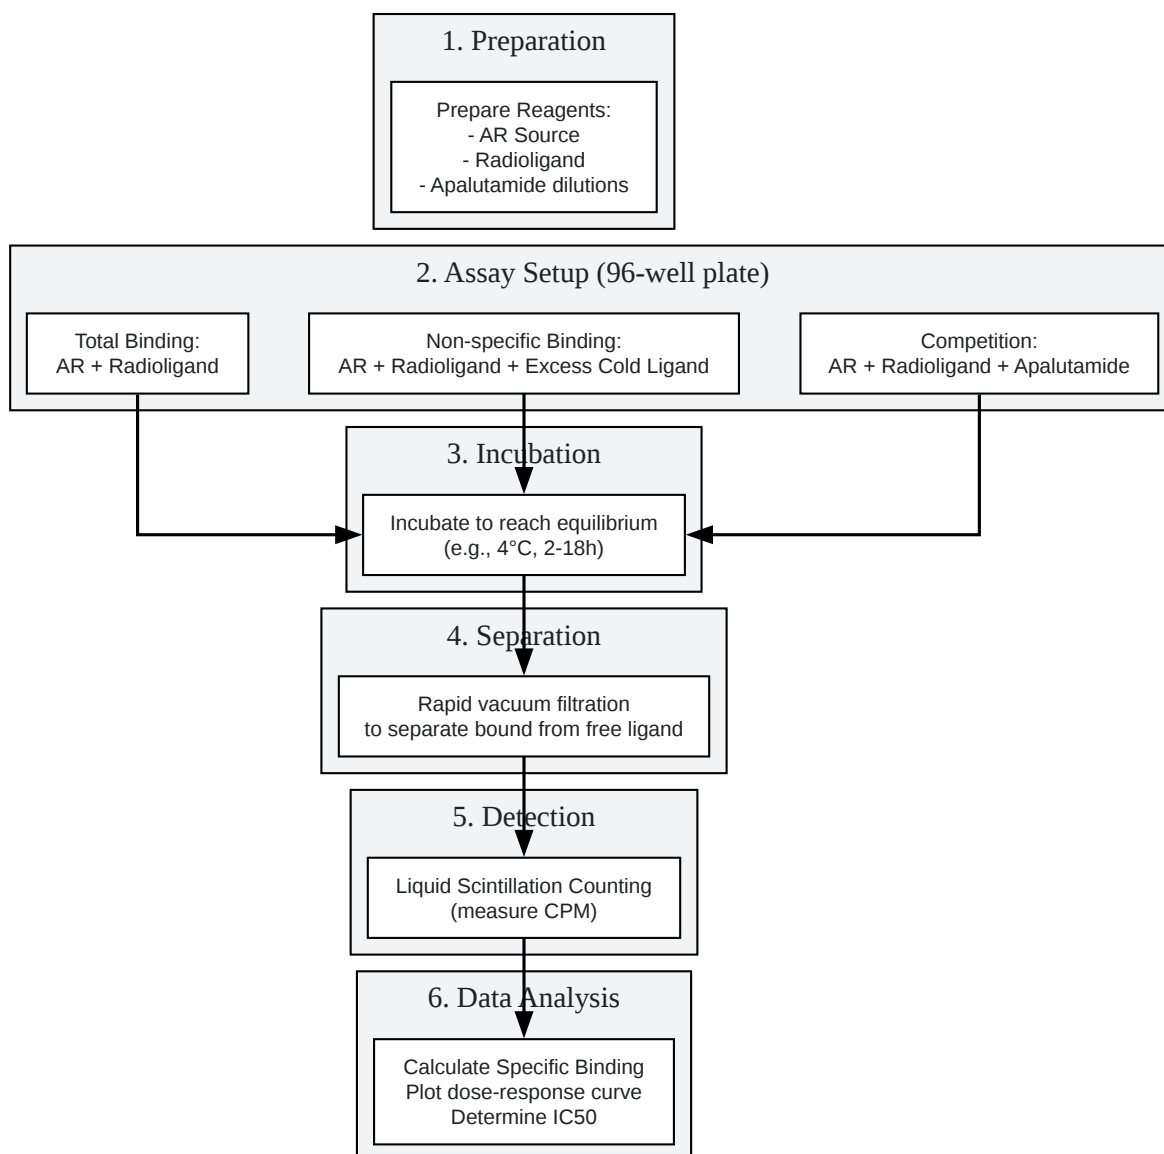 1. Preparation
Prepare Reagents:
- AR Source
- Radioligand
- Apalutamide dilutions
2. Assay Setup (96-well plate)
Total Binding:
AR + Radioligand
Non-specific Binding:
AR + Radioligand + Excess Cold Ligand
Competition:
AR + Radioligand + Apalutamide
3. Incubation
Incubate to reach equilibrium
(e.g., 4°C, 2-18h)
4. Separation
Rapid vacuum filtration
to separate bound from free ligand
5. Detection
Liquid Scintillation Counting
(measure CPM)
6. Data Analysis
Calculate Specific Binding
Plot dose-response curve
Determine IC50